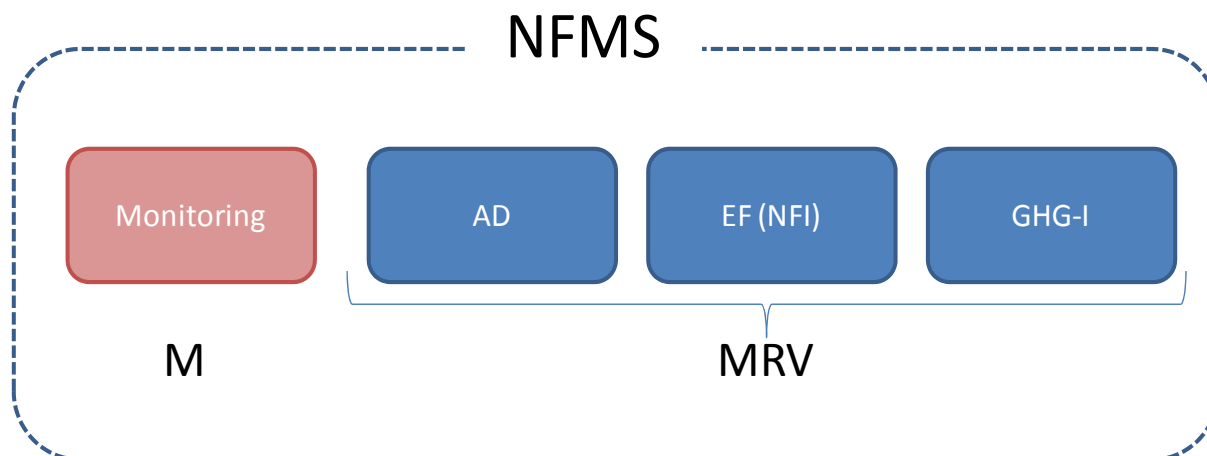 NFMS
Monitoring
AD
EF (NFI)
GHG-I
M
MRV